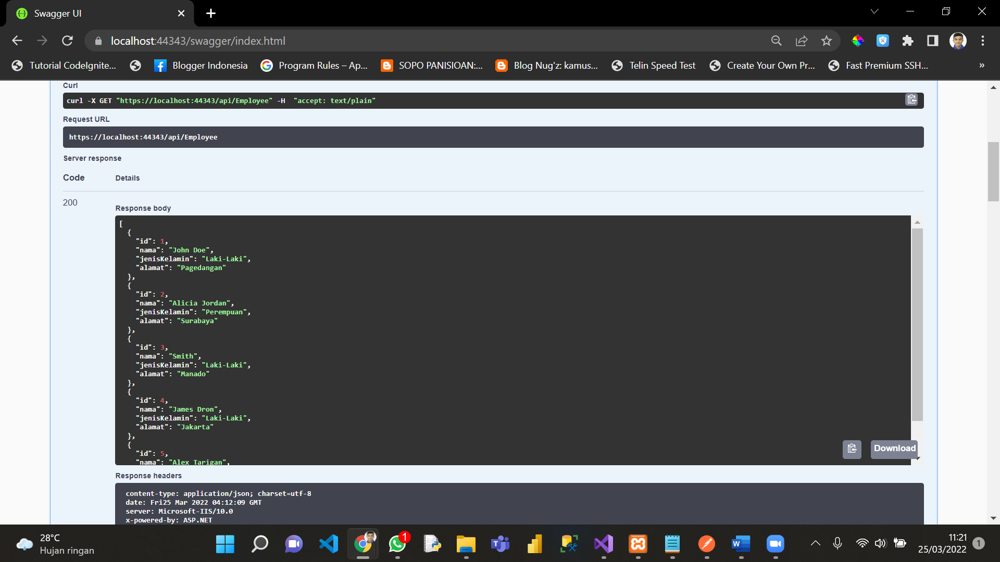 Swagger UI
localhost:44343/swagger/index.html
Tutorial CodeIgnite...
Blogger Indonesia
Program Rules – Ap...
SOPO PANISIOAN:...
Blog Nug'z: kamus...
Telin Speed Test
Create Your Own Pr...
Fast Premium SSH...
»
Curl
curl -X GET "https://localhost:44343/api/Employee" -H  "accept: text/plain"
Request URL
https://localhost:44343/api/Employee
Server response
Code Details
200
Response body
[
  {
    "id": 1,
    "nama": "John Doe",
    "jenisKelamin": "Laki-Laki",
    "alamat": "Pagedangan"
  },
  {
    "id": 2,
    "nama": "Alicia Jordan",
    "jenisKelamin": "Perempuan",
    "alamat": "Surabaya"
  },
  {
    "id": 3,
    "nama": "Smith",
    "jenisKelamin": "Laki-Laki",
    "alamat": "Manado"
  },
  {
    "id": 4,
    "nama": "James Dron",
    "jenisKelamin": "Laki-Laki",
    "alamat": "Jakarta"
  },
  {
    "id": 5,
    "nama": "Alex Tarigan",
Download
Response headers
content-type: application/json; charset=utf-8
date: Fri25 Mar 2022 04:12:09 GMT
server: Microsoft-IIS/10.0
x-powered-by: ASP.NET
28°C
Hujan ringan
1
11:21
25/03/2022
1